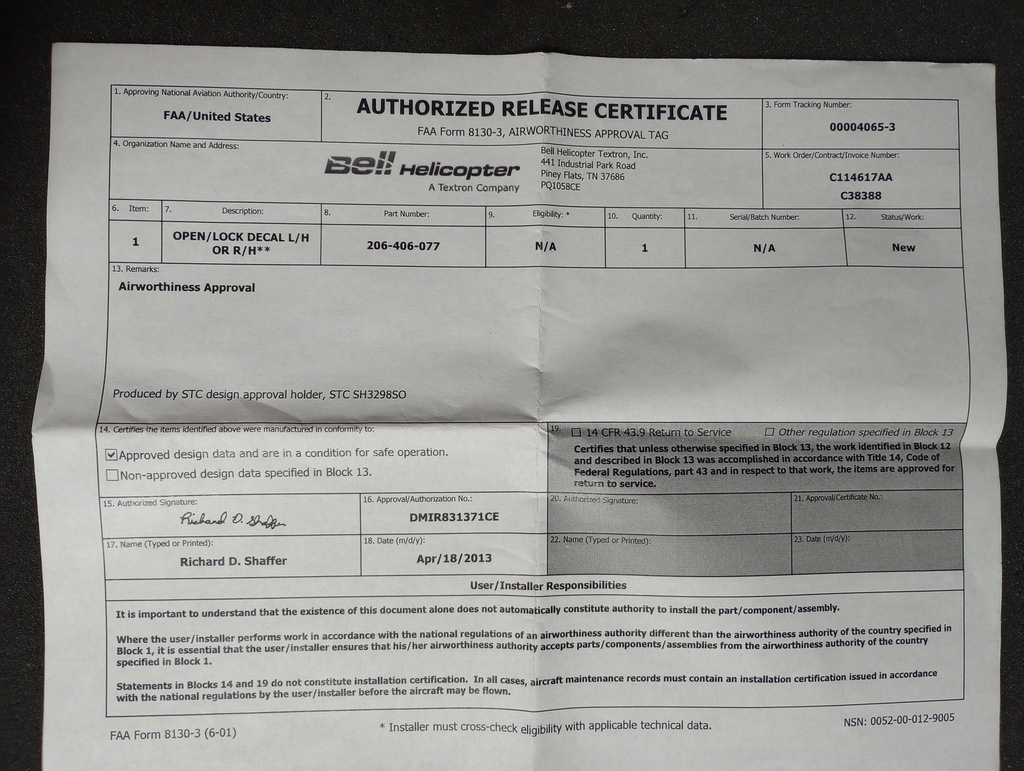 1. Approving National Aviation Authority/Country:
FAA/United States
2.
AUTHORIZED RELEASE CERTIFICATE
FAA Form 8130-3, AIRWORTHINESS APPROVAL TAG
3. Form Tracking Number:
00004065-3
4. Organization Name and Address:
Bell Helicopter
A Textron Company
Bell Helicopter Textron, Inc.
441 Industrial Park Road
Piney Flats, TN 37686
PQ1058CE
5. Work Order/Contract/Invoice Number:
C114617AA
C38388
6. Item: 7. Description: 8. Part Number: 9. Eligibility: * 10. Quantity: 11. Serial/Batch Number: 12. Status/Work:
1 OPEN/LOCK DECAL L/H OR R/H** 206-406-077 N/A 1 N/A New
13. Remarks:
Airworthiness Approval
Produced by STC design approval holder, STC SH3298SO
14. Certifies the items identified above were manufactured in conformity to:
Approved design data and are in a condition for safe operation.
Non-approved design data specified in Block 13.
19. 14 CFR 43.9 Return to Service Other regulation specified in Block 13
Certifies that unless otherwise specified in Block 13, the work identified in Block 12
and described in Block 13 was accomplished in accordance with Title 14, Code of
Federal Regulations, part 43 and in respect to that work, the items are approved for
return to service.
15. Authorized Signature:
Richard D. Shaffer
16. Approval/Authorization No.:
DMIR831371CE
20. Authorized Signature:
21. Approval/Certificate No.:
17. Name (Typed or Printed):
Richard D. Shaffer
18. Date (m/d/y):
Apr/18/2013
22. Name (Typed or Printed):
23. Date (m/d/y):
User/Installer Responsibilities
It is important to understand that the existence of this document alone does not automatically constitute authority to install the part/component/assembly.
Where the user/installer performs work in accordance with the national regulations of an airworthiness authority different than the airworthiness authority of the country specified in
Block 1, it is essential that the user/installer ensures that his/her airworthiness authority accepts parts/components/assemblies from the airworthiness authority of the country
specified in Block 1.
Statements in Blocks 14 and 19 do not constitute installation certification. In all cases, aircraft maintenance records must contain an installation certification issued in accordance
with the national regulations by the user/installer before the aircraft may be flown.
FAA Form 8130-3 (6-01)
* Installer must cross-check eligibility with applicable technical data.
NSN: 0052-00-012-9005